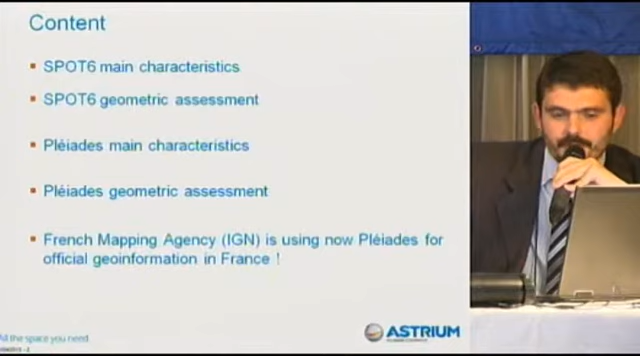 Content
SPOT6 main characteristics
SPOT6 geometric assessment
Pléiades main characteristics
Pléiades geometric assessment
French Mapping Agency (IGN) is using now Pléiades for
official geoinformation in France !
All the space you need
ASTRIUM